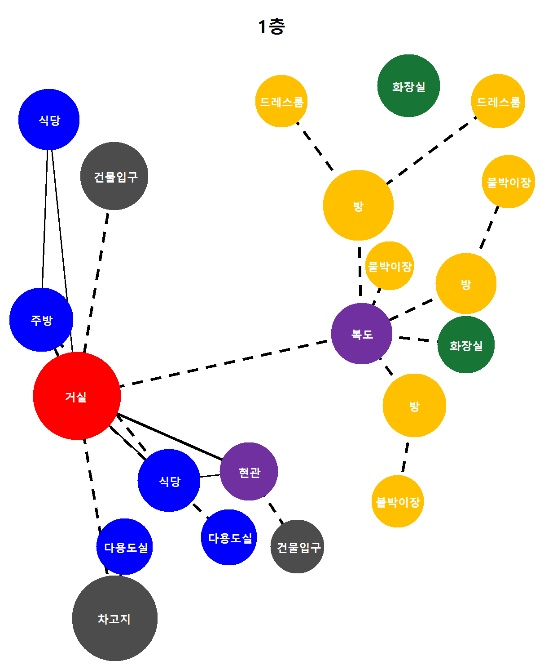 1층
화장실
드레스룸
드레스룸
식당
건물입구
붙박이장
방
붙박이장
방
주방
복도
화장실
거실
방
식당
현관
붙박이장
다용도실
다용도실
건물입구
차고지